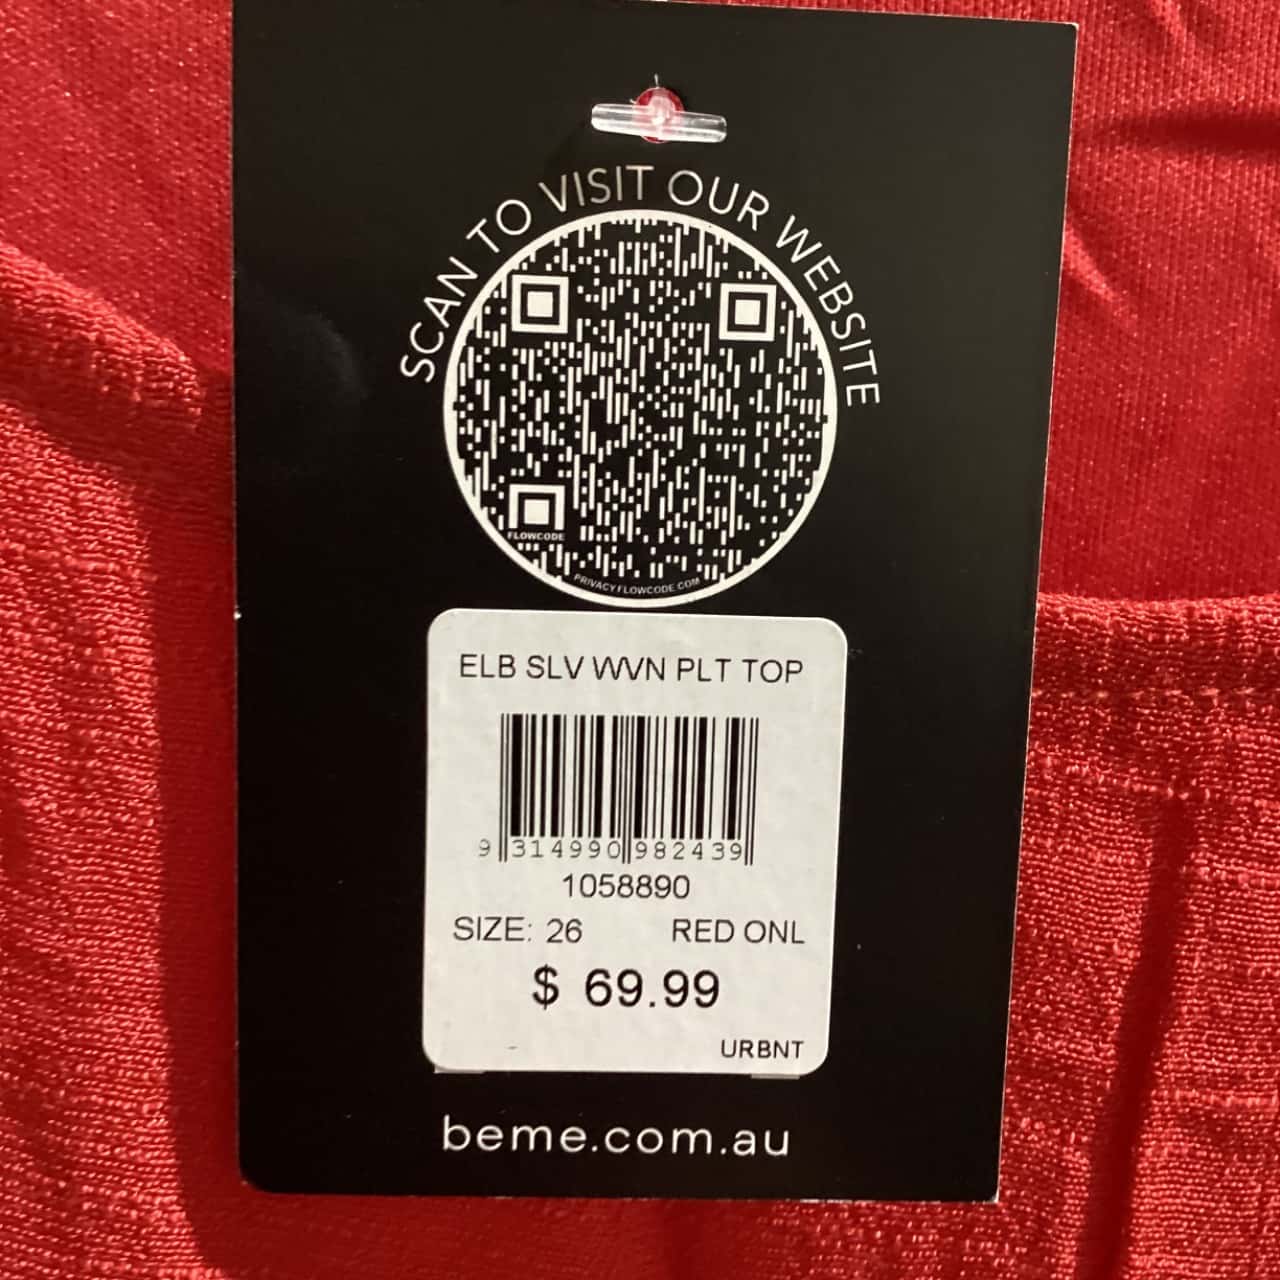 SCAN TO VISIT OUR WEBSITE
FLOWCODE
PRIVACY.FLOWCODE.COM
ELB SLV WVN PLT TOP
9 314990 982439
1058890
SIZE: 26 RED ONL
$ 69.99
URBNT
beme.com.au